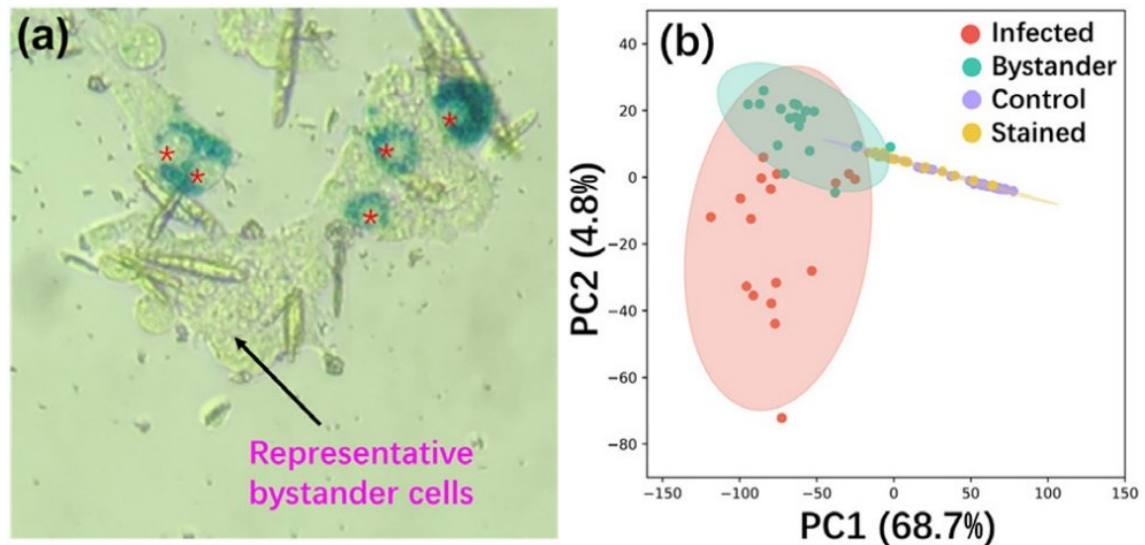 (a)
* * * * *
Representative
bystander cells
(b)
Infected
Bystander
Control
Stained
PC2 (4.8%)
40
20
0
−20
−40
−60
−80
−150 −100 −50 0 50 100 150
PC1 (68.7%)